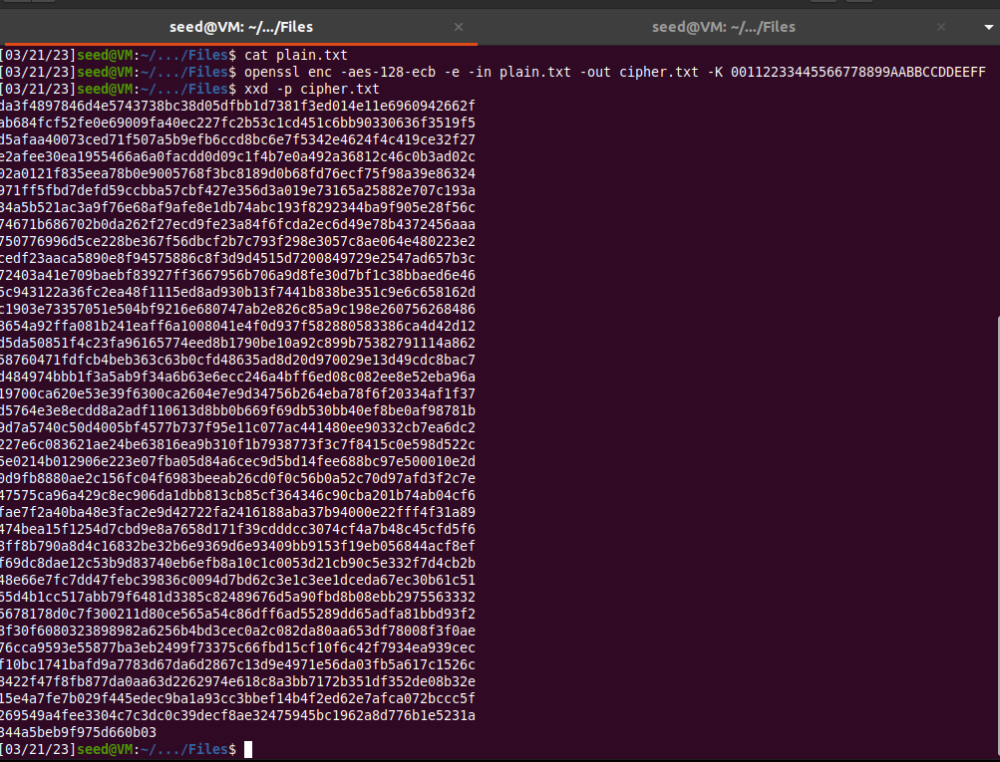 seed@VM: ~/.../Files
seed@VM: ~/.../Files
[03/21/23]seed@VM:~/.../Files$ cat plain.txt
[03/21/23]seed@VM:~/.../Files$ openssl enc -aes-128-ecb -e -in plain.txt -out cipher.txt -K 00112233445566778899AABBCCDDEEFF
[03/21/23]seed@VM:~/.../Files$ xxd -p cipher.txt
da3f4897846d4e5743738bc38d05dfbb1d7381f3ed014e11e6960942662f
ab684fcf52fe0e69009fa40ec227fc2b53c1cd451c6bb90330636f3519f5
d5afaa40073ced71f507a5b9efb6ccd8bc6e7f5342e4624f4c419ce32f27
e2afee30ea1955466a6a0facdd0d09c1f4b7e0a492a36812c46c0b3ad02c
02a0121f835eea78b0e9005768f3bc8189d0b68fd76ecf75f98a39e86324
971ff5fbd7defd59ccbba57cbf427e356d3a019e73165a25882e707c193a
34a5b521ac3a9f76e68af9afe8e1db74abc193f8292344ba9f905e28f56c
74671b686702b0da262f27ecd9fe23a84f6fcda2ec6d49e78b4372456aaa
750776996d5ce228be367f56dbcf2b7c793f298e3057c8ae064e480223e2
cedf23aaca5890e8f94575886c8f3d9d4515d7200849729e2547ad657b3c
72403a41e709baebf83927ff3667956b706a9d8fe30d7bf1c38bbaed6e46
5c943122a36fc2ea48f1115ed8ad930b13f7441b838be351c9e6c658162d
c1903e73357051e504bf9216e680747ab2e826c85a9c198e260756268486
8654a92ffa081b241eaff6a1008041e4f0d937f582880583386ca4d42d12
d5da50851f4c23fa96165774eed8b1790be10a92c899b75382791114a862
58760471fdfcb4beb363c63b0cfd48635ad8d20d970029e13d49cdc8bac7
d484974bbb1f3a5ab9f34a6b63e6ecc246a4bff6ed08c082ee8e52eba96a
19700ca620e53e39f6300ca2604e7e9d34756b264eba78f6f20334af1f37
d5764e3e8ecdd8a2adf110613d8bb0b669f69db530bb40ef8be0af98781b
9d7a5740c50d4005bf4577b737f95e11c077ac441480ee90332cb7ea6dc2
227e6c083621ae24be63816ea9b310f1b7938773f3c7f8415c0e598d522c
5e0214b012906e223e07fba05d84a6cec9d5bd14fee688bc97e500010e2d
0d9fb8880ae2c156fc04f6983beeab26cd0f0c56b0a52c70d97afd3f2c7e
47575ca96a429c8ec906da1dbb813cb85cf364346c90cba201b74ab04cf6
fae7f2a40ba48e3fac2e9d42722fa2416188aba37b94000e22fff4f31a89
474bea15f1254d7cbd9e8a7658d171f39cdddcc3074cf4a7b48c45cfd5f6
3ff8b790a8d4c16832be32b6e9369d6e93409bb9153f19eb056844acf8ef
f69dc8dae12c53b9d83740eb6efb8a10c1c0053d21cb90c5e332f7d4cb2b
48e66e7fc7dd47febc39836c0094d7bd62c3e1c3ee1dceda67ec30b61c51
65d4b1cc517abb79f6481d3385c82489676d5a90fbd8b08ebb2975563332
5678178d0c7f300211d80ce565a54c86dff6ad55289dd65adfa81bbd93f2
3f30f6080323898982a6256b4bd3cec0a2c082da80aa653df78008f3f0ae
76cca9593e55877ba3eb2499f73375c66fbd15cf10f6c42f7934ea939cec
f10bc1741bafd9a7783d67da6d2867c13d9e4971e56da03fb5a617c1526c
8422f47f8fb877da0aa63d2262974e618c8a3bb7172b351df352de08b32e
15e4a7fe7b029f445edec9ba1a93cc3bbef14b4f2ed62e7afca072bccc5f
269549a4fee3304c7c3dc0c39decf8ae32475945bc1962a8d776b1e5231a
344a5beb9f975d660b03
[03/21/23]seed@VM:~/.../Files$